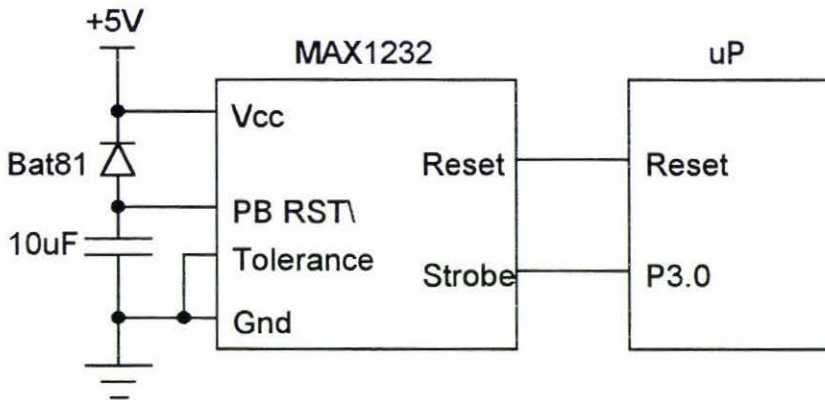 +5V
MAX1232
uP
Vcc
Bat81
Reset
Reset
PB RST\
10uF
Tolerance
Strobe
P3.0
Gnd